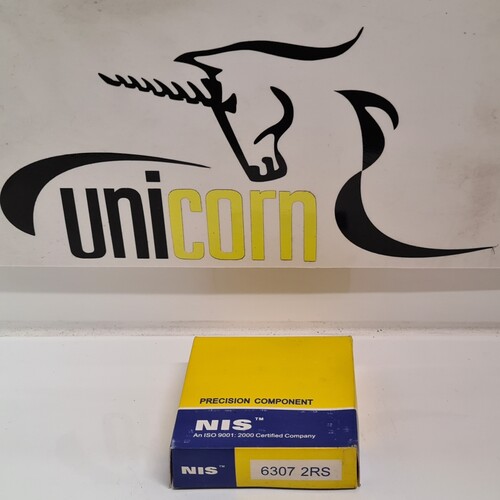 unicorn
PRECISION COMPONENT
NIS™
An ISO 9001: 2000 Certified Company
NIS™ 6307 2RS